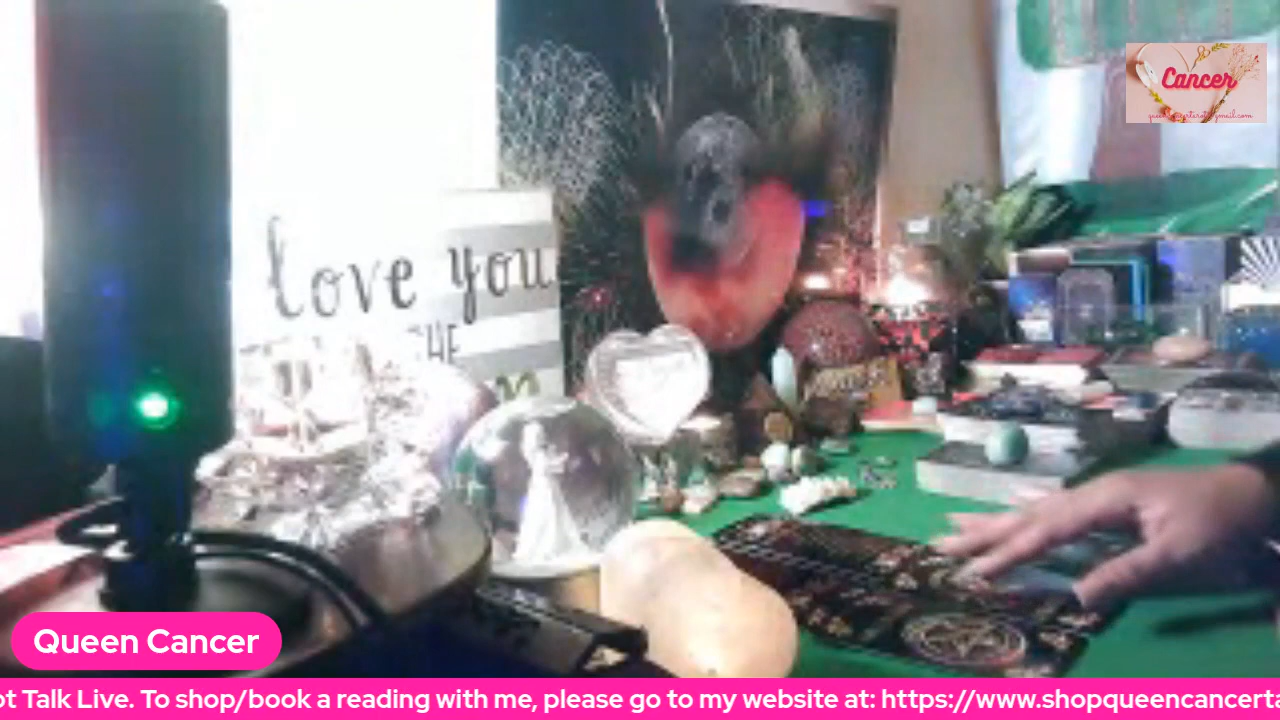 Cancer
love you
THE
Queen Cancer
ot Talk Live. To shop/book a reading with me, please go to my website at: https://www.shopqueencancerta